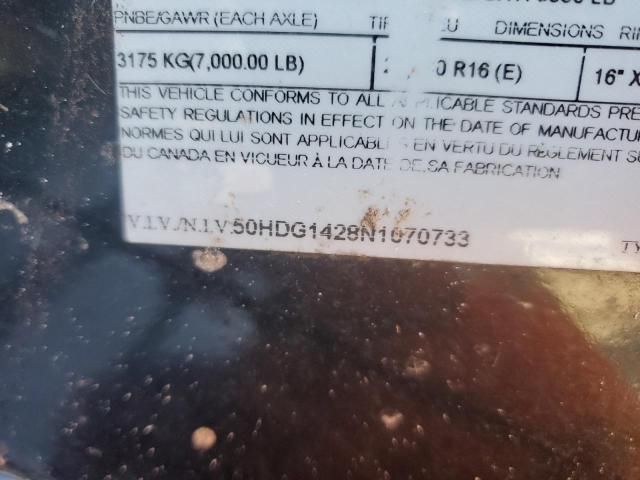 PNBE/GAWR (EACH AXLE) DIMENSIONS
3175 KG(7,000.00 LB) R16 (E) 16" X
THIS VEHICLE CONFORMS TO ALL STANDARDS
SAFETY REGULATIONS IN EFFECT ON THE DATE OF
NORMES QUI LUI SONT EN VERTU DU RÈGLEMENT
DU CANADA EN VIGUEUR À LA DATE DE SA FABRICATION
V.I.V./N.I.V. 50HDG1428N1070733